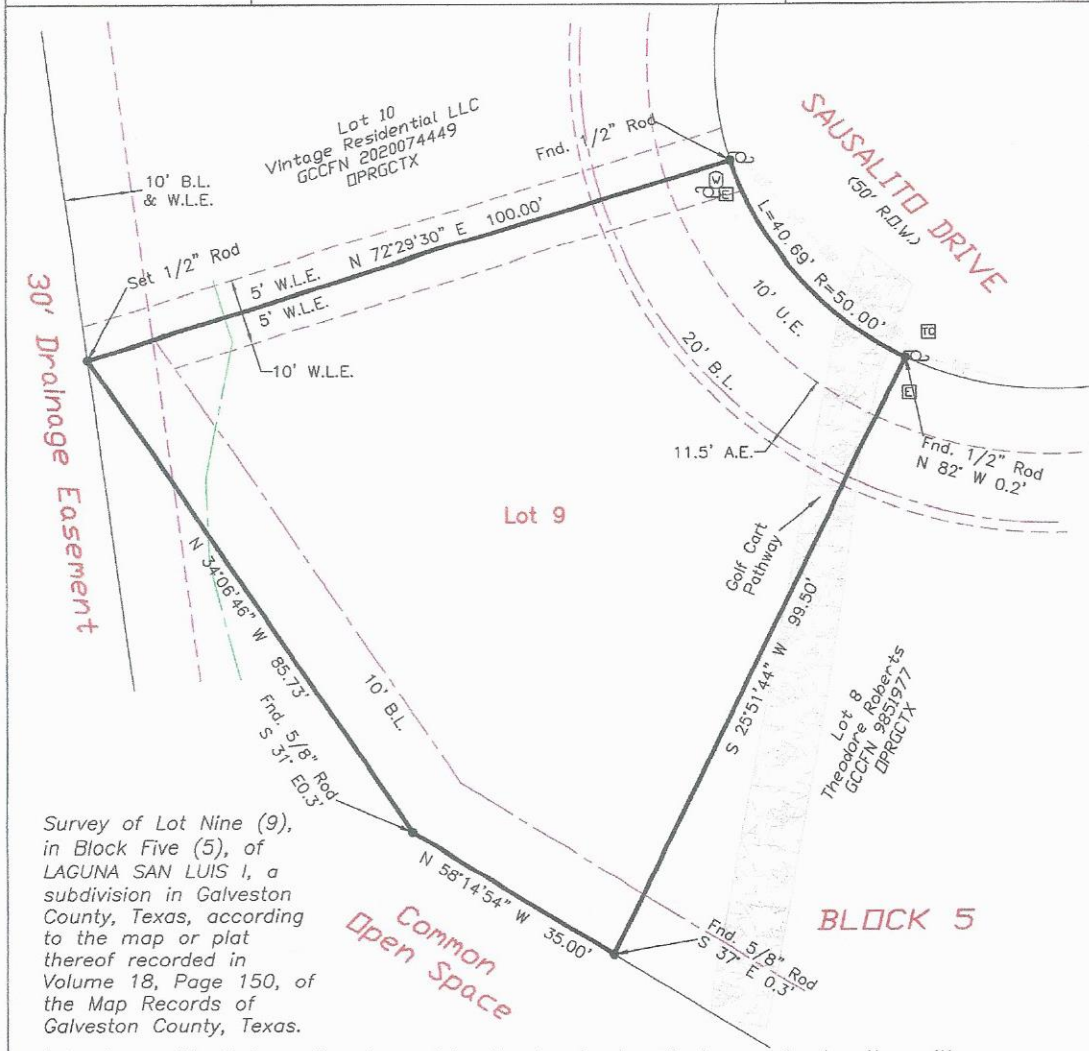 Lot 10
Vintage Residential LLC
GCCFN 2020074449
OPRGCTX
Fnd. 1/2" Rod
SAUSALITO DRIVE
(50' R.O.W.)
10' B.L.
& W.L.E.
W
E
N 72°29'30" E 100.00'
Set 1/2" Rod
5' W.L.E.
5' W.L.E.
10' W.L.E.
L=40.69' R=50.00'
10' U.E.
20' B.L.
TC
E
30' Drainage Easement
11.5' A.E.
Fnd. 1/2" Rod
N 82° W 0.2'
Lot 9
Golf Cart
Pathway
N 34°06'46" W 85.73'
S 25°51'44" W 99.50'
10' B.L.
Lot 8
Theodore Roberts
GCCFN 9851977
OPRGCTX
Fnd. 5/8" Rod
S 31° E0.3'
N 58°14'54" W 35.00'
Common
Open Space
BLOCK 5
Fnd. 5/8" Rod
S 37° E 0.3'
Survey of Lot Nine (9),
in Block Five (5), of
LAGUNA SAN LUIS I, a
subdivision in Galveston
County, Texas, according
to the map or plat
thereof recorded in
Volume 18, Page 150, of
the Map Records of
Galveston County, Texas.